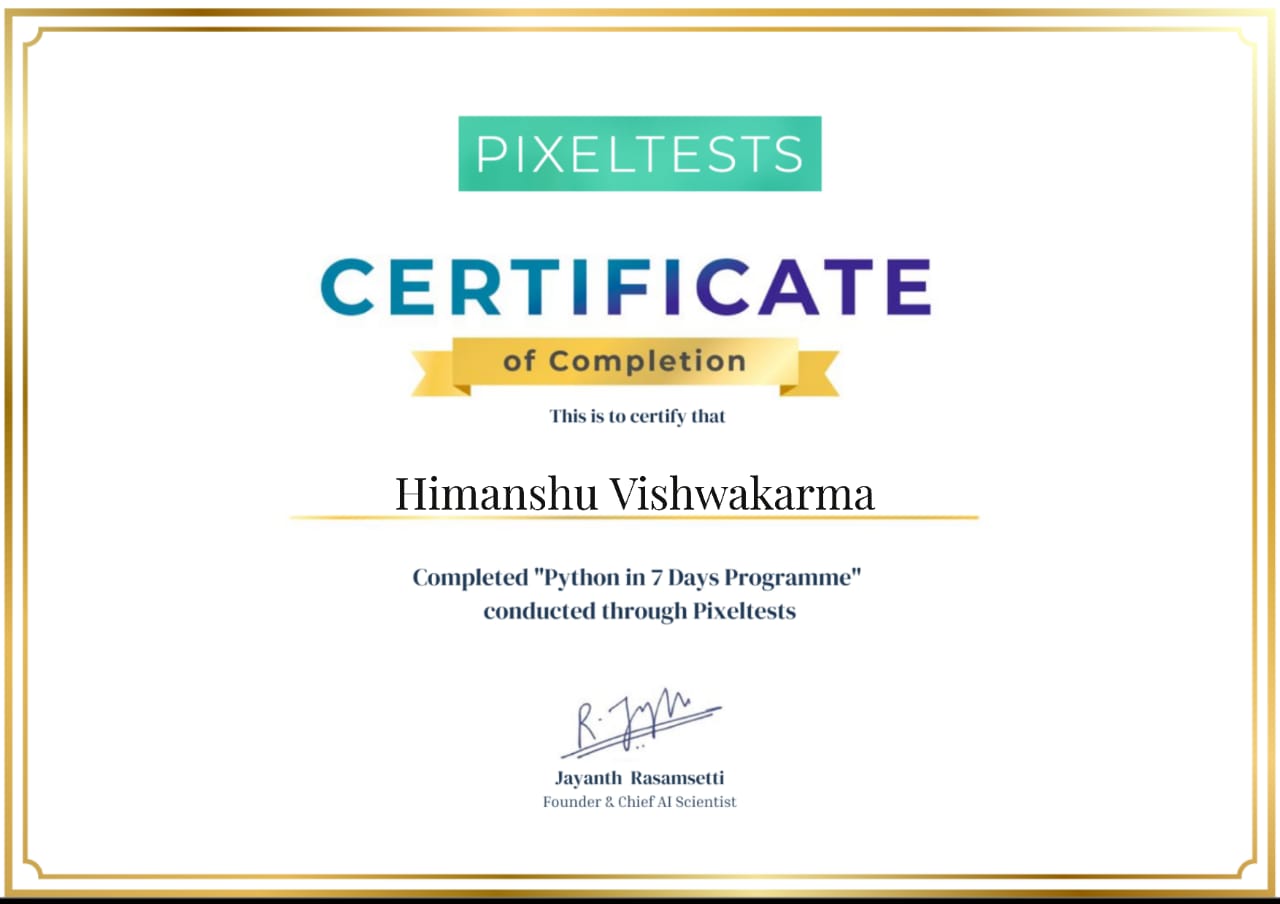 PIXELTESTS
CERTIFICATE
of Completion
This is to certify that
Himanshu Vishwakarma
Completed "Python in 7 Days Programme"
conducted through Pixeltests
Jayanth Rasamsetti
Founder & Chief AI Scientist